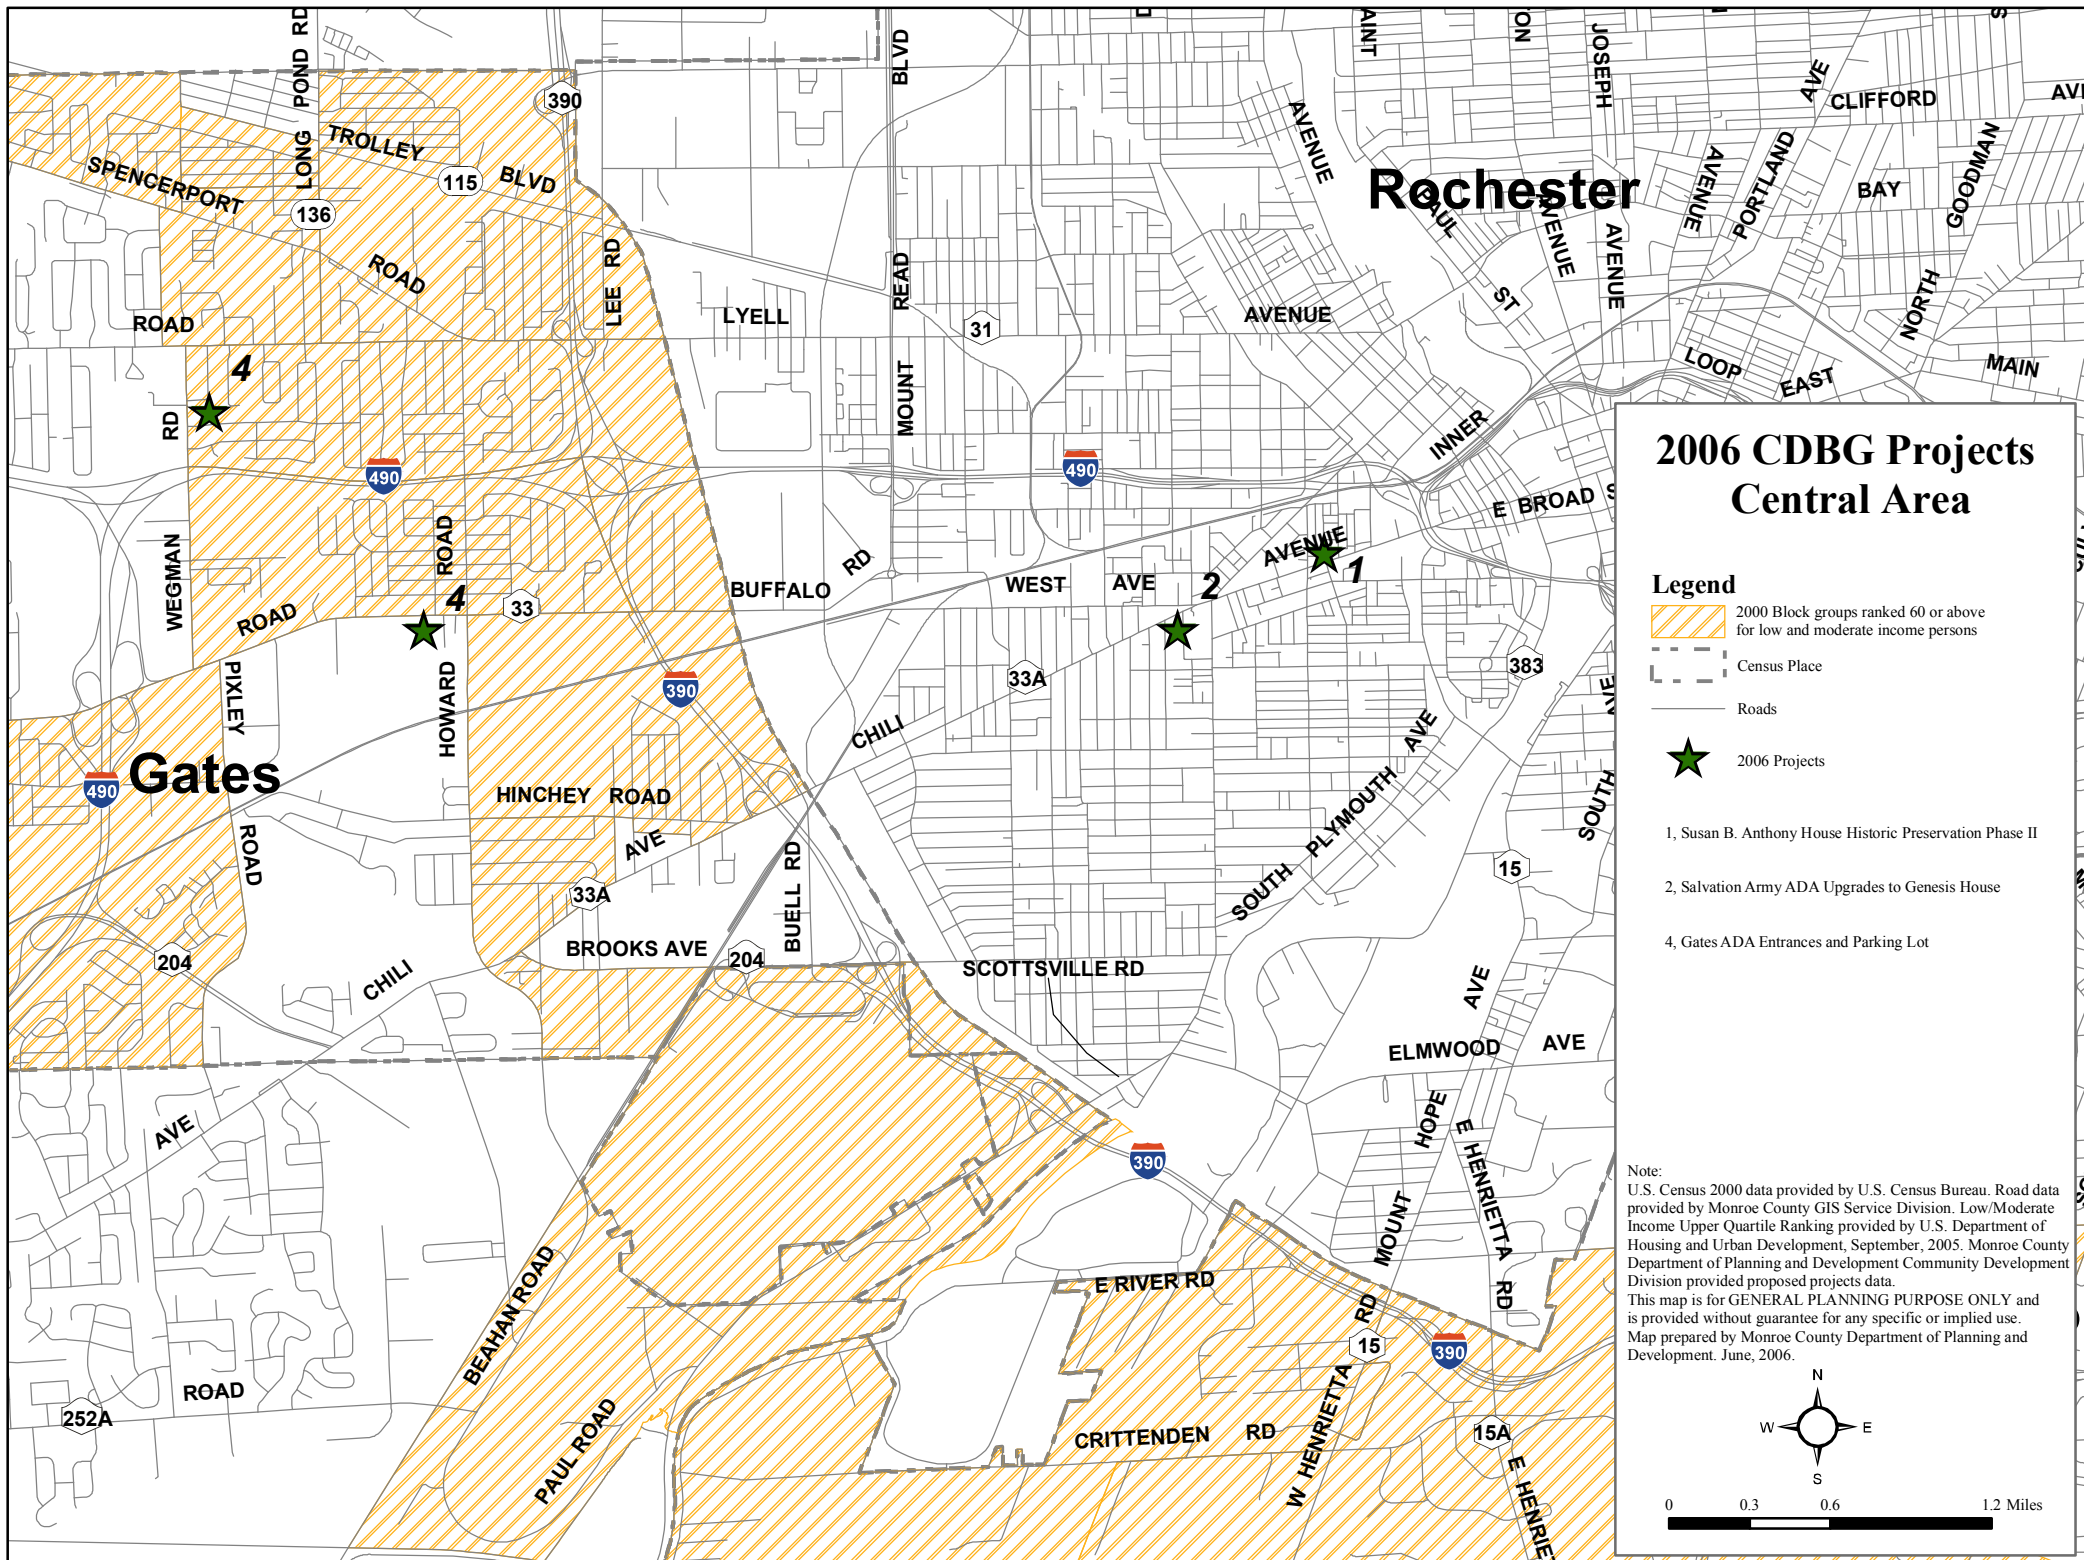 LONG POND RD
390
BLVD
AINT
JOSEPH
AVE
CLIFFORD
TROLLEY
BLVD
115
SPENCERPORT
136
ROAD
LEE RD
AVENUE
Rochester
PAUL
ST
AVENUE
AVENUE
AVENUE
PORTLAND
BAY
GOODMAN
NORTH
ROAD
4
RD
LYELL
READ
31
AVENUE
MOUNT
LOOP
EAST
MAIN
INNER
490
490
E BROAD
WEGMAN
ROAD
ROAD
4
33
BUFFALO
RD
WEST
AVE
2
AVENUE
1
PIXLEY
HOWARD
390
33A
383
CHILI
AVE
Gates
490
HINCHEY ROAD
AVE
SOUTH
PLYMOUTH
SOUTH
ROAD
33A
BUELL RD
15
204
BROOKS AVE
204
CHILI
SCOTTSVILLE RD
AVE
ELMWOOD
AVE
AVE
HOPE
MOUNT
E HENRIETTA RD
390
BEAHAN ROAD
E RIVER RD
RD
15
390
ROAD
252A
PAUL ROAD
CRITTENDEN
RD
W HENRIETTA
15A
2006 CDBG Projects
Central Area
Legend
2000 Block groups ranked 60 or above
for low and moderate income persons
Census Place
Roads
2006 Projects
1, Susan B. Anthony House Historic Preservation Phase II
2, Salvation Army ADA Upgrades to Genesis House
4, Gates ADA Entrances and Parking Lot
Note:
U.S. Census 2000 data provided by U.S. Census Bureau. Road data
provided by Monroe County GIS Service Division. Low/Moderate
Income Upper Quartile Ranking provided by U.S. Department of
Housing and Urban Development, September, 2005. Monroe County
Department of Planning and Development Community Development
Division provided proposed projects data.
This map is for GENERAL PLANNING PURPOSE ONLY and
is provided without guarantee for any specific or implied use.
Map prepared by Monroe County Department of Planning and
Development. June, 2006.
N
W E
S
0 0.3 0.6 1.2 Miles